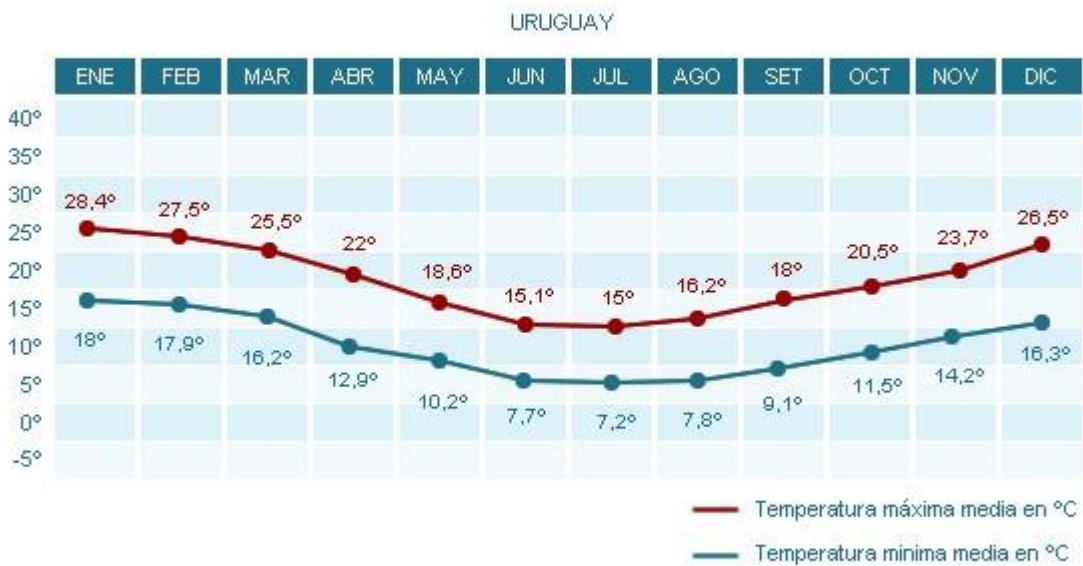 URUGUAY
ENE FEB MAR ABR MAY JUN JUL AGO SET OCT NOV DIC
40º
35º
30º
25º
20º
15º
10º
5º
0º
-5º
28,4º 27,5º 25,5º 22º 18,6º 15,1º 15º 16,2º 18º 20,5º 23,7º 26,5º
18º 17,9º 16,2º 12,9º 10,2º 7,7º 7,2º 7,8º 9,1º 11,5º 14,2º 16,3º
Temperatura máxima media en ºC
Temperatura minima media en ºC